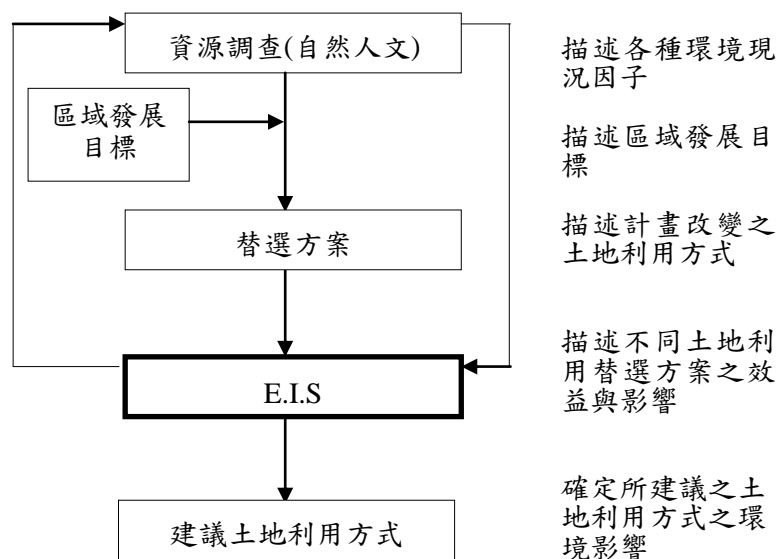 資源調查(自然人文)
描述各種環境現
況因子
區域發展
目標
描述區域發展目
標
替選方案
描述計畫改變之
土地利用方式
E.I.S
描述不同土地利
用替選方案之效
益與影響
建議土地利用方式
確定所建議之土
地利用方式之環
境影響